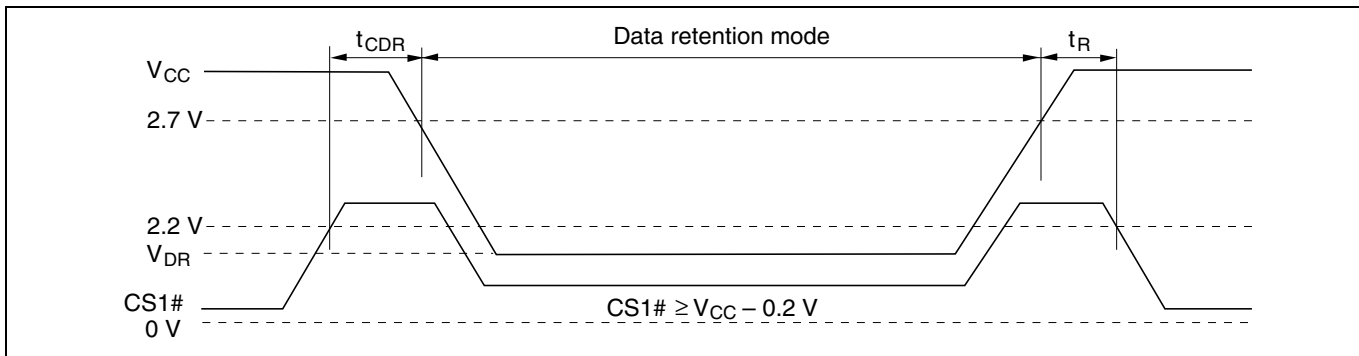 tCDR
Data retention mode
tR
VCC
2.7 V
2.2 V
VDR
CS1#
CS1# ≥ VCC – 0.2 V
0 V